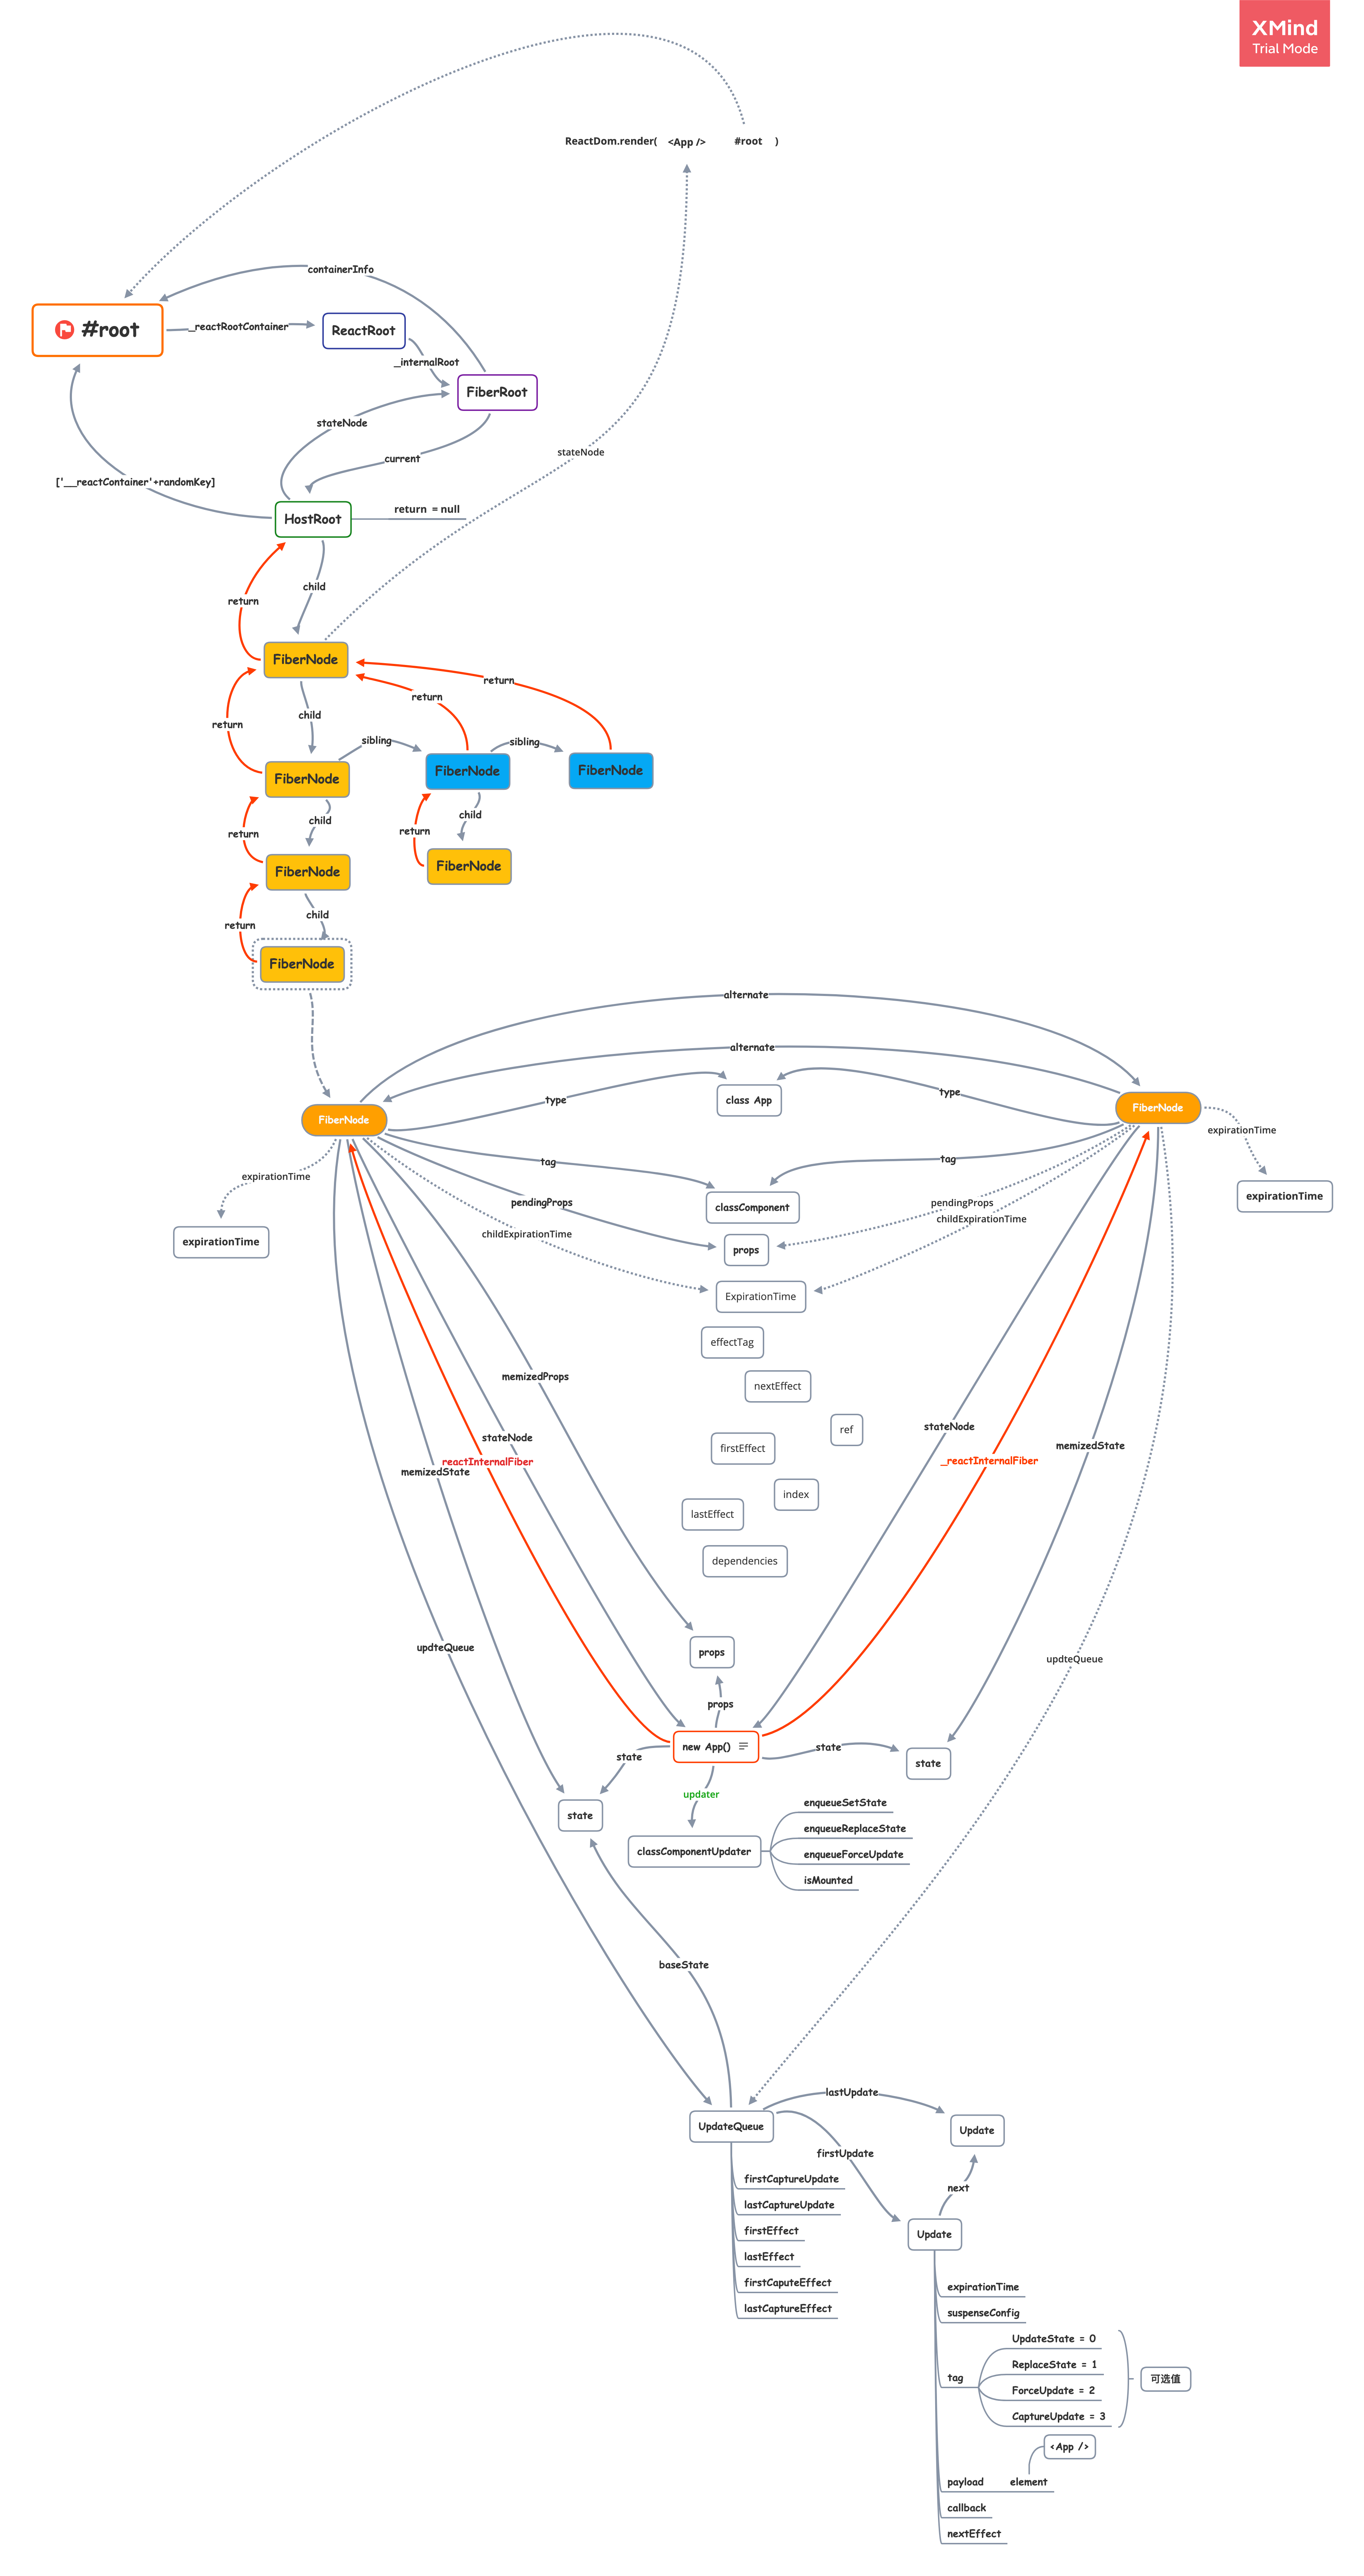 XMind
Trial Mode
ReactDom.render( <App /> #root )
containerInfo
#root
_reactRootContainer
ReactRoot
_internalRoot
FiberRoot
stateNode
stateNode
current
['__reactContainer'+randomKey]
HostRoot
return = null
child
return
FiberNode
return
return
child
return
sibling
sibling
FiberNode
FiberNode
FiberNode
child
child
return
return
FiberNode
FiberNode
child
return
FiberNode
alternate
alternate
type
class App
type
FiberNode
FiberNode
expirationTime
tag
tag
expirationTime
expirationTime
pendingProps
classComponent
pendingProps
childExpirationTime
childExpirationTime
expirationTime
props
ExpirationTime
effectTag
memizedProps
nextEffect
stateNode
ref
stateNode
firstEffect
memizedState
reactInternalFiber
_reactInternalFiber
memizedState
index
lastEffect
dependencies
updteQueue
props
updteQueue
props
new App()
state
state
state
updater
state
enqueueSetState
enqueueReplaceState
classComponentUpdater
enqueueForceUpdate
isMounted
baseState
lastUpdate
UpdateQueue
Update
firstUpdate
firstCaptureUpdate
next
lastCaptureUpdate
firstEffect
Update
lastEffect
firstCaputeEffect
expirationTime
lastCaptureEffect
suspenseConfig
UpdateState = 0
ReplaceState = 1
tag
可选值
ForceUpdate = 2
CaptureUpdate = 3
<App />
payload element
callback
nextEffect